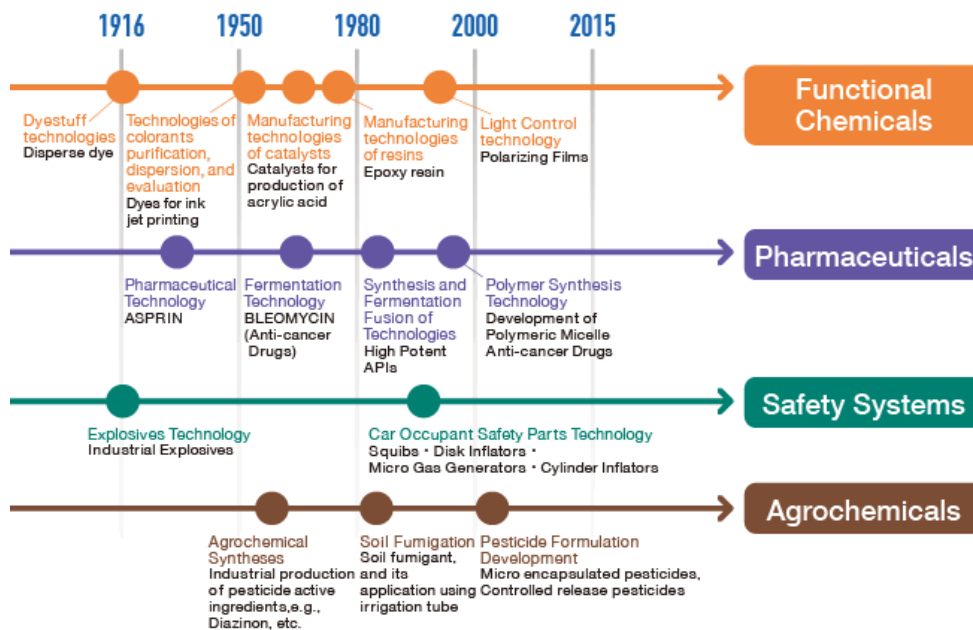 1916 1950 1980 2000 2015
Functional
Chemicals
Dyestuff
technologies
Disperse dye
Technologies of
colorants
purification,
dispersion, and
evaluation
Dyes for ink
jet printing
Manufacturing
technologies
of catalysts
Catalysts for
production of
acrylic acid
Manufacturing
technologies
of resins
Epoxy resin
Light Control
technology
Polarizing Films
Pharmaceuticals
Pharmaceutical
Technology
ASPRIN
Fermentation
Technology
BLEOMYCIN
(Anti-cancer
Drugs)
Synthesis and
Fermentation
Fusion of
Technologies
High Potent
APIs
Polymer Synthesis
Technology
Development of
Polymeric Micelle
Anti-cancer Drugs
Safety Systems
Explosives Technology
Industrial Explosives
Car Occupant Safety Parts Technology
Squibs・Disk Inflators・
Micro Gas Generators・Cylinder Inflators
Agrochemicals
Agrochemical
Syntheses
Industrial production
of pesticide active
ingredients,e.g.,
Diazinon, etc.
Soil Fumigation
Soil fumigant,
and its
application using
irrigation tube
Pesticide Formulation
Development
Micro encapsulated pesticides,
Controlled release pesticides